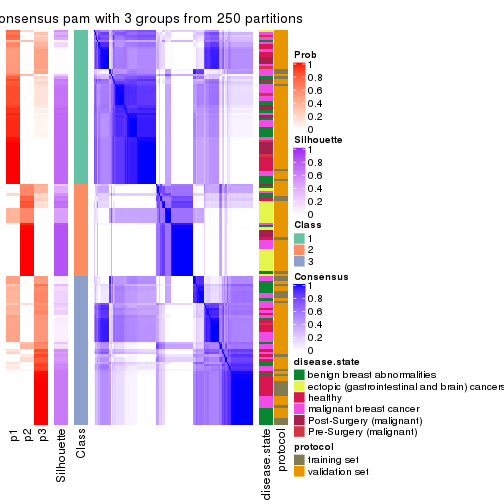 onsensus pam with 3 groups from 250 partitions
Prob
1
0.8
0.6
0.4
0.2
0
Silhouette
1
0.8
0.6
0.4
0.2
0
Class
1
2
3
Consensus
1
0.8
0.6
0.4
0.2
0
disease.state
benign breast abnormalities
ectopic (gastrointestinal and brain) cancers
healthy
malignant breast cancer
Post-Surgery (malignant)
Pre-Surgery (malignant)
protocol
training set
validation set
p1
p2
p3
Silhouette
Class
disease.state
protocol